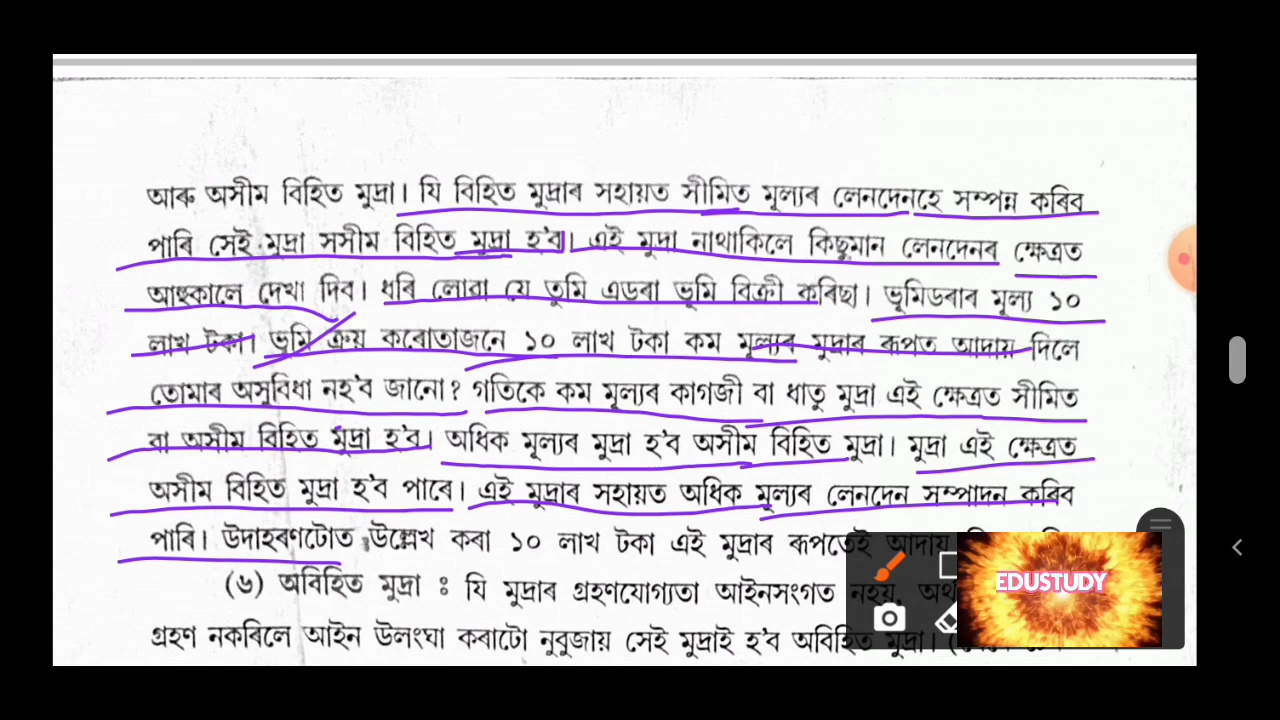 আৰু অসীম বিহিত মুদ্ৰা। যি বিহিত মুদ্ৰাৰ সহায়ত সীমিত মূল্যৰ লেনদেনহে সম্পন্ন কৰিব
পাৰি সেই মুদ্ৰা সসীম বিহিত মুদ্ৰা হ'ব। এই মুদ্ৰা নাথাকিলে কিছুমান লেনদেনৰ ক্ষেত্ৰত
আহুকালে দেখা দিব। ধৰি লোৱা যে তুমি এডৰা ভূমি বিক্ৰী কৰিছা। ভূমিডৰাৰ মূল্য ১০
লাখ টকা। ভূমি ক্ৰয় কৰোতাজনে ১০ লাখ টকা কম মূল্যৰ মুদ্ৰাৰ ৰূপত আদায় দিলে
তোমাৰ অসুবিধা নহ'ব জানো? গতিকে কম মূল্যৰ কাগজী বা ধাতু মুদ্ৰা এই ক্ষেত্ৰত সীমিত
বা অসীম বিহিত মুদ্ৰা হ'ব। অধিক মূল্যৰ মুদ্ৰা হ'ব অসীম বিহিত মুদ্ৰা। মুদ্ৰা এই ক্ষেত্ৰত
অসীম বিহিত মুদ্ৰা হ'ব পাৰে। এই মুদ্ৰাৰ সহায়ত অধিক মূল্যৰ লেনদেন সম্পাদন কৰিব
পাৰি। উদাহৰণটোত উল্লেখ কৰা ১০ লাখ টকা এই মুদ্ৰাৰ ৰূপতেই আদায়
(৬) অবিহিত মুদ্ৰা ঃ যি মুদ্ৰাৰ গ্ৰহণযোগ্যতা আইনসংগত নহয়,
গ্ৰহণ নকৰিলে আইন উলংঘা কৰাটো নুবুজায় সেই মুদ্ৰাই হ'ব অবিহিত মুদ্ৰা।
EDUSTUDY